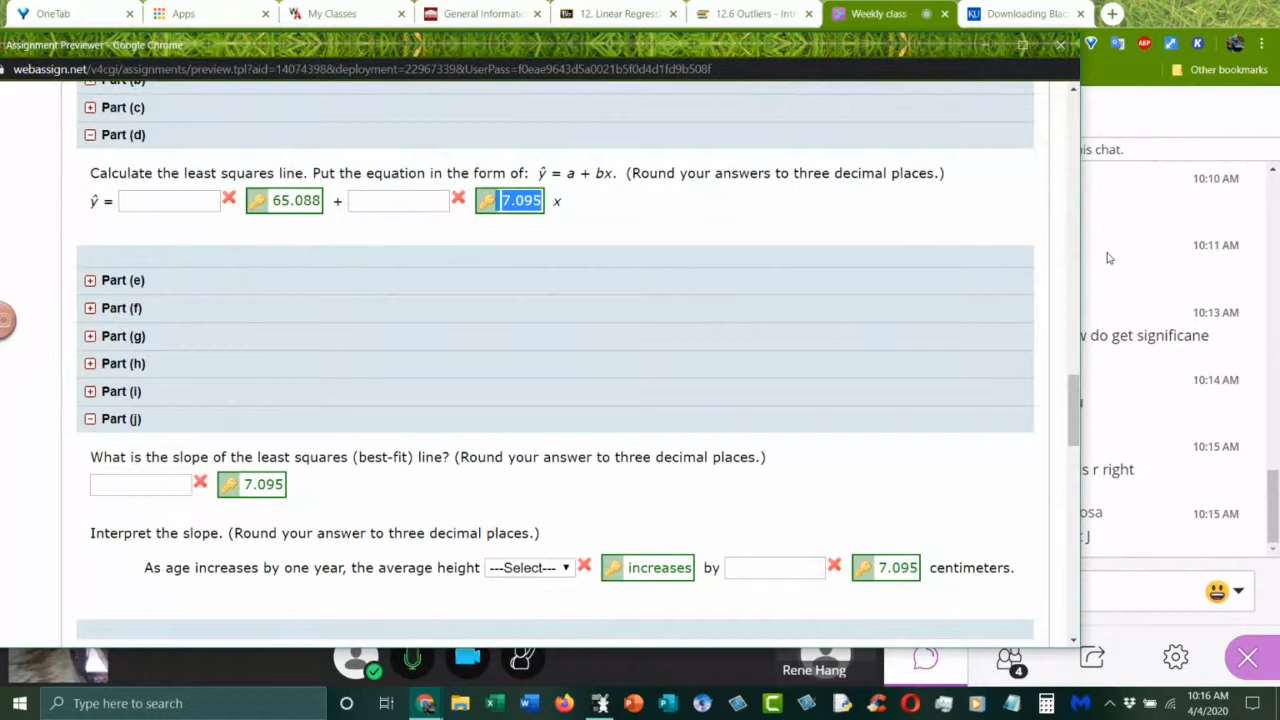 OneTab
Apps
My Classes
General Informatic
12. Linear Regress
12.6 Outliers - Intr
Weekly class
Downloading Blac
Assignment Previewer - Google Chrome
webassign.net/v4cgi/assignments/preview.tpl?aid=14074398&deployment=22967339&UserPass=f0eae9643d5a0021b5f0d4d1fd9b508f
Other bookmarks
Part (b)
Part (c)
Part (d)
Calculate the least squares line. Put the equation in the form of: ŷ = a + bx. (Round your answers to three decimal places.)
ŷ = 65.088 + 7.095 x
Part (e)
Part (f)
Part (g)
Part (h)
Part (i)
Part (j)
What is the slope of the least squares (best-fit) line? (Round your answer to three decimal places.)
7.095
Interpret the slope. (Round your answer to three decimal places.)
As age increases by one year, the average height ---Select--- increases by 7.095 centimeters.
is chat.
10:10 AM
10:11 AM
10:13 AM
w do get significane
10:14 AM
10:15 AM
s r right
osa
10:15 AM
J
Rene Hang
4
Type here to search
10:16 AM
4/4/2020